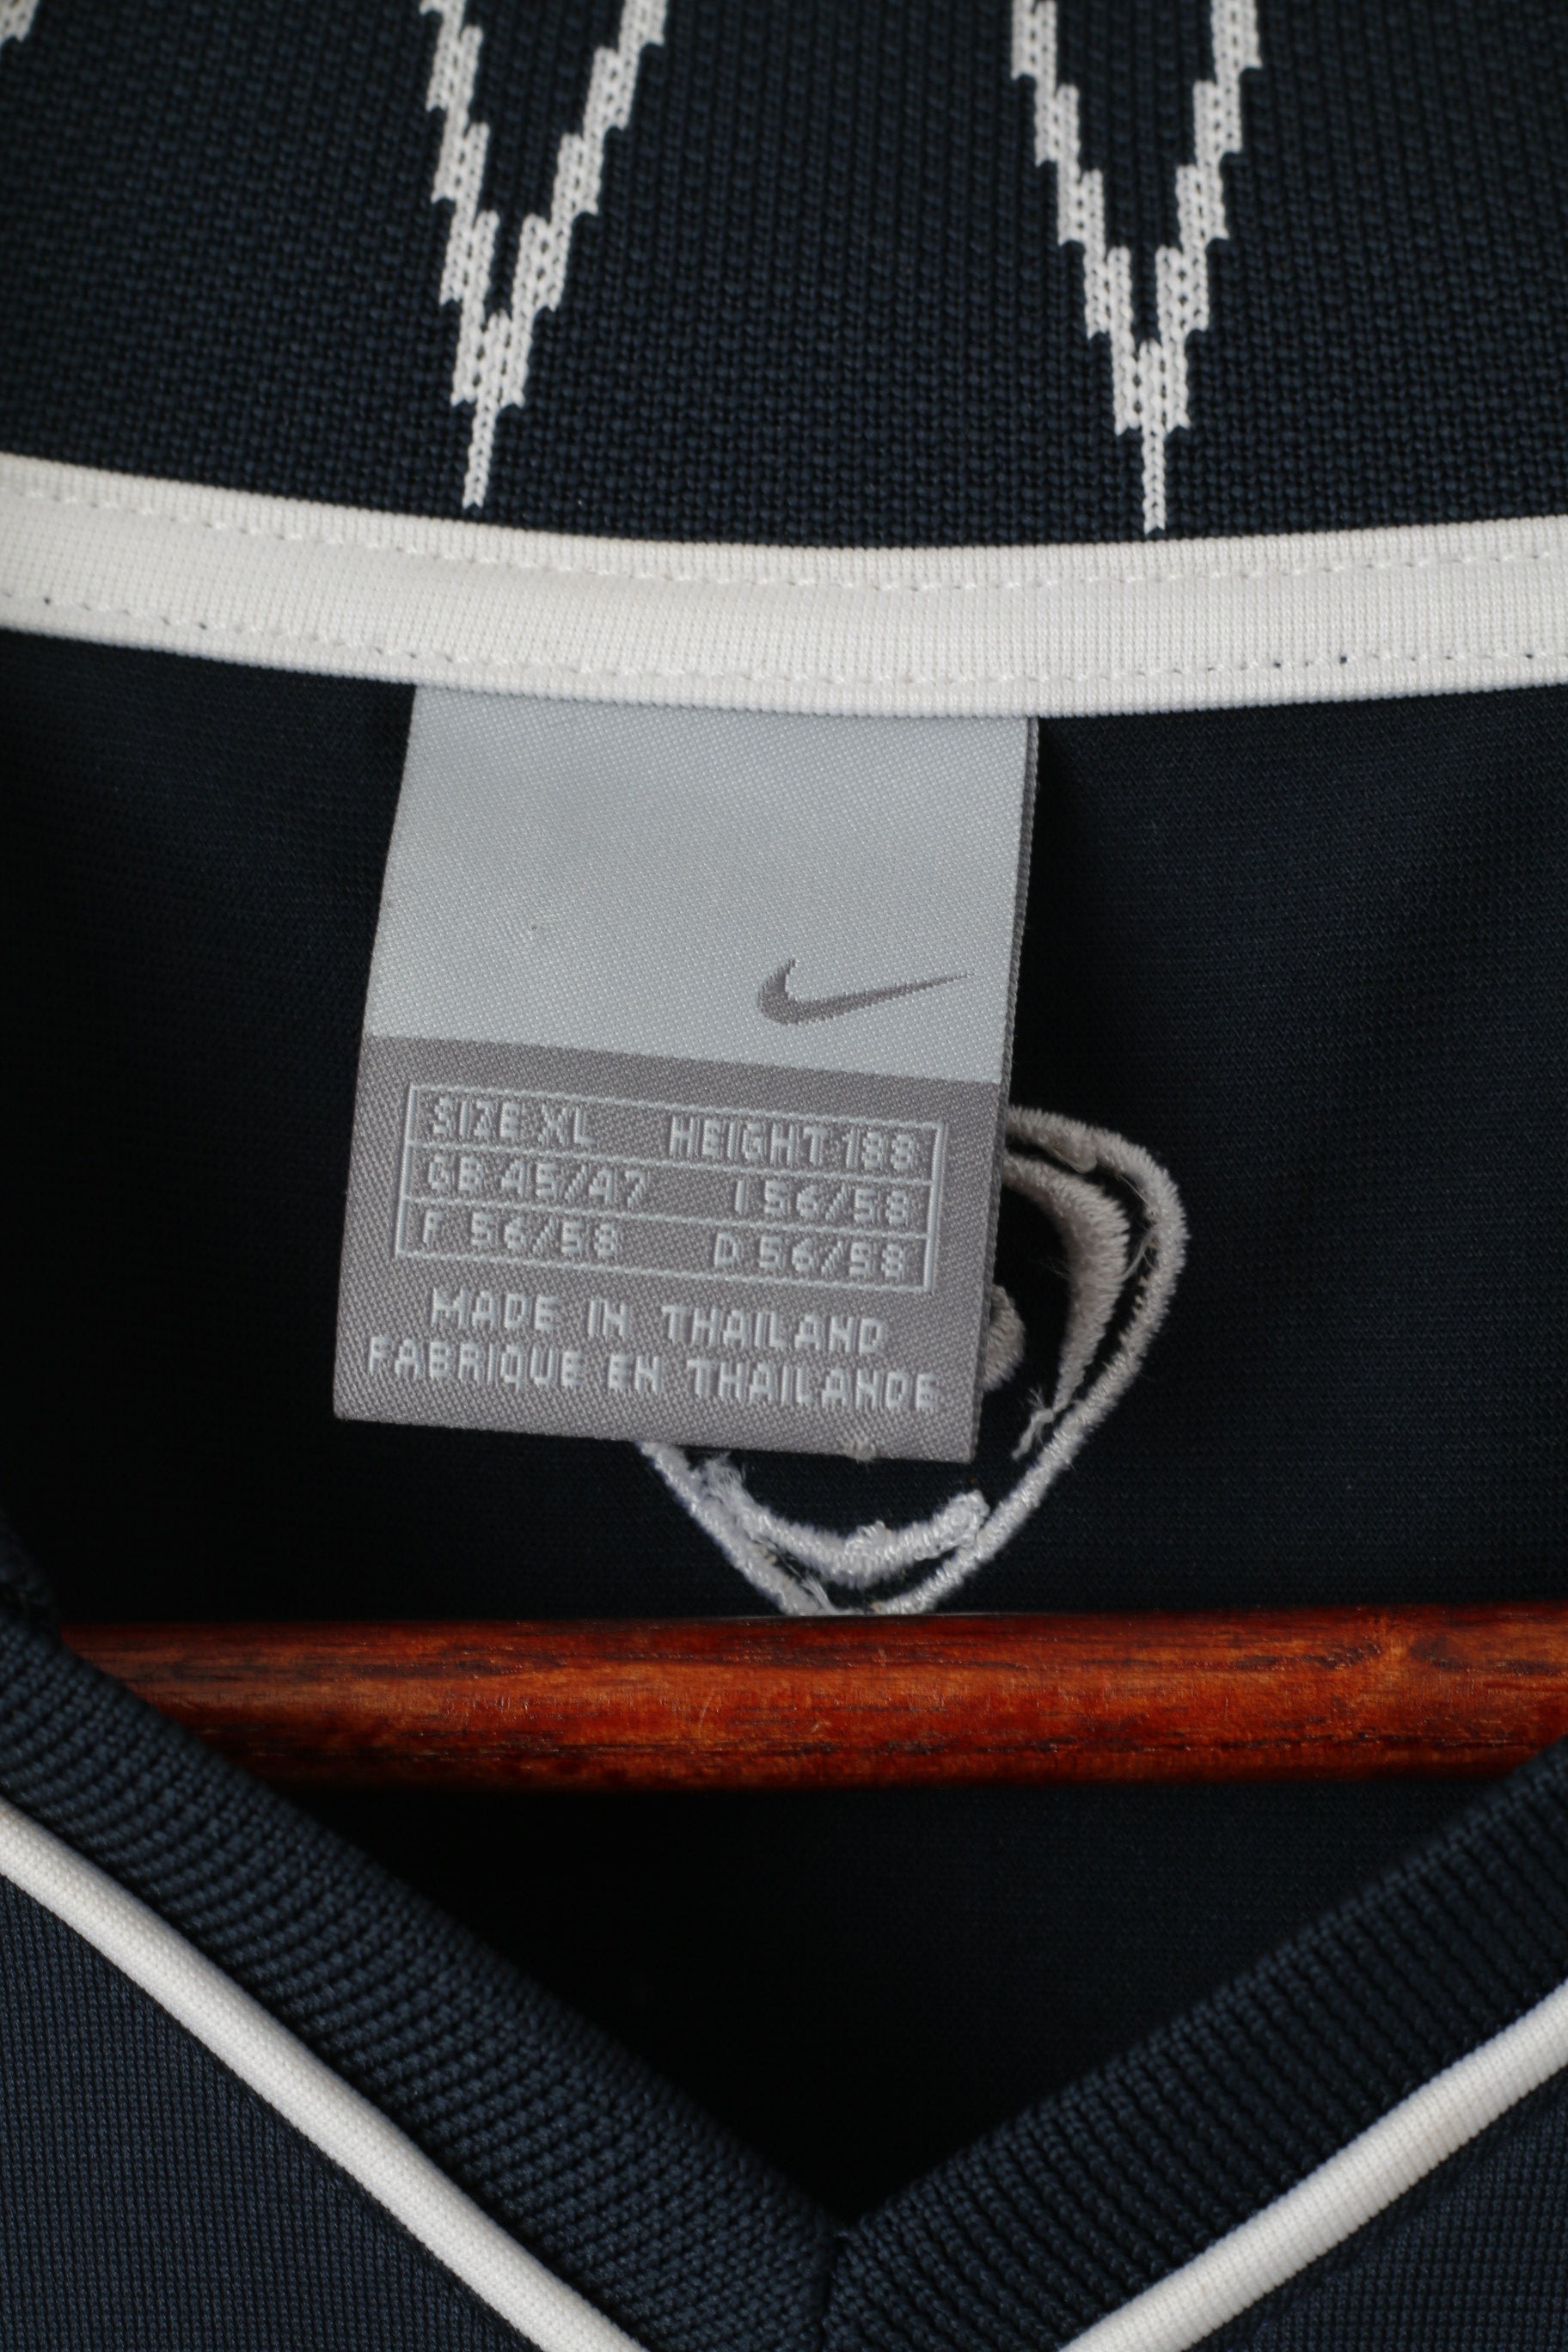 SIZE XL HEIGHT 188
GB 45/47 I 56/58
F 56/58 D 56/58
MADE IN THAILAND
FABRIQUE EN THAILANDE